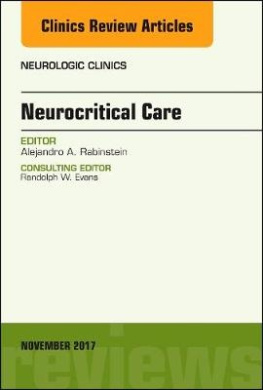 Clinics Review Articles
NEUROLOGIC CLINICS
Neurocritical Care
EDITOR
Alejandro A. Rabinstein
CONSULTING EDITOR
Randolph W. Evans
NOVEMBER 2017
reviews